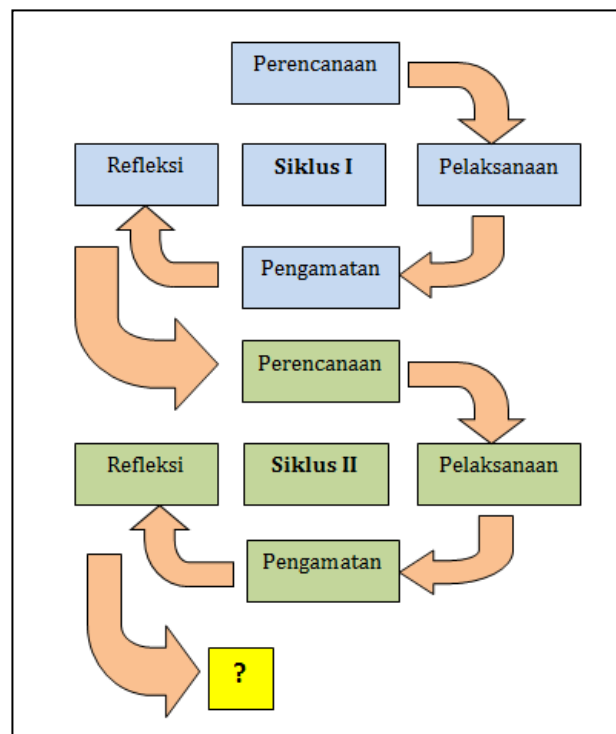 Perencanaan
Refleksi
Siklus I
Pelaksanaan
Pengamatan
Perencanaan
Refleksi
Siklus II
Pelaksanaan
Pengamatan
?